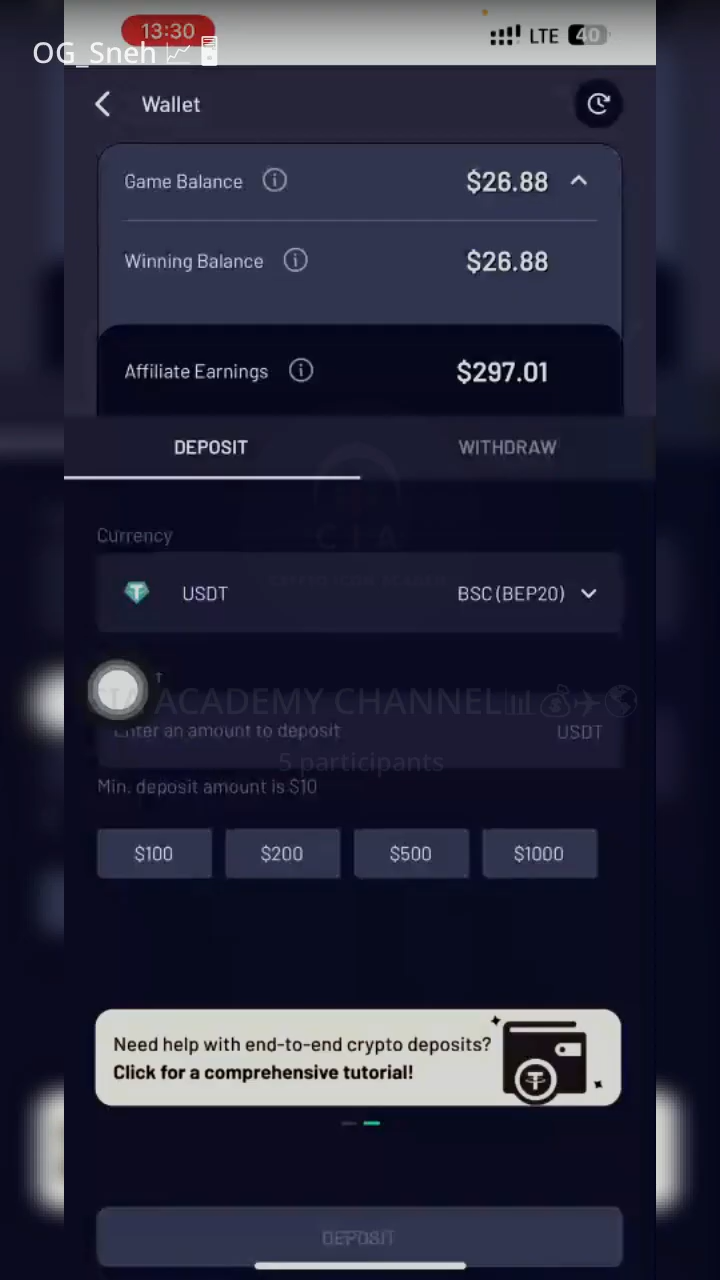 13:30
LTE 40
OG_Sneh
Wallet
Game Balance $26.88
Winning Balance $26.88
Affiliate Earnings $297.01
DEPOSIT WITHDRAW
CIA
Currency
USDT BSC (BEP20)
ACADEMY CHANNEL
Enter an amount to deposit USDT
5 participants
Min. deposit amount is $10
$100 $200 $500 $1000
Need help with end-to-end crypto deposits?
Click for a comprehensive tutorial!
DEPOSIT